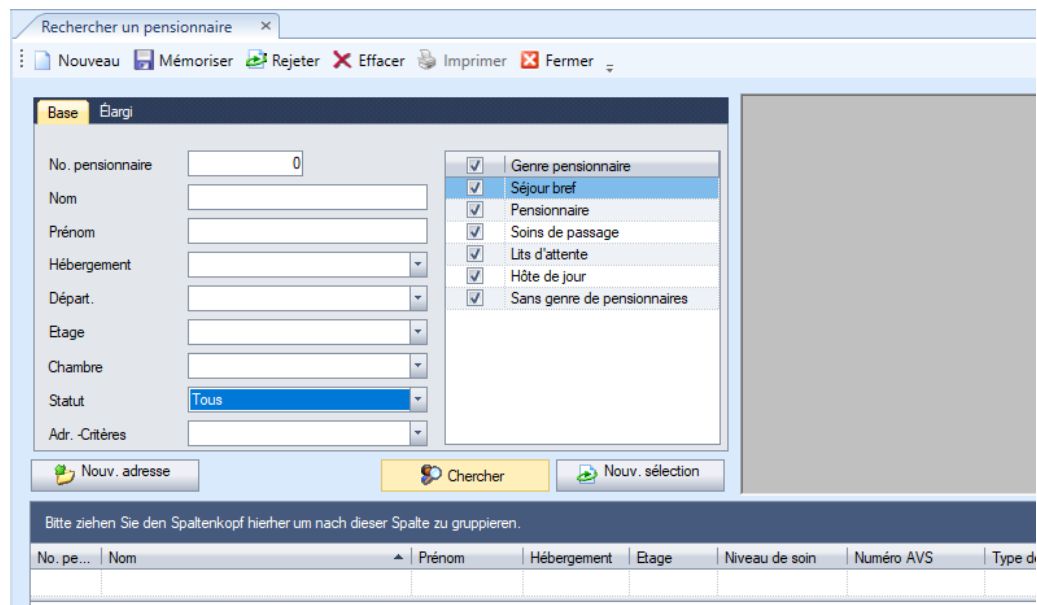 Rechercher un pensionnaire
Nouveau Mémoriser Rejeter Effacer Imprimer Fermer
Base Élargi
No. pensionnaire 0
Nom
Prénom
Hébergement
Départ.
Etage
Chambre
Statut Tous
Adr. -Critères
Genre pensionnaire
Séjour bref
Pensionnaire
Soins de passage
Lits d'attente
Hôte de jour
Sans genre de pensionnaires
Nouv. adresse Chercher Nouv. sélection
Bitte ziehen Sie den Spaltenkopf hierher um nach dieser Spalte zu gruppieren.
No. pe... Nom Prénom Hébergement Etage Niveau de soin Numéro AVS Type de